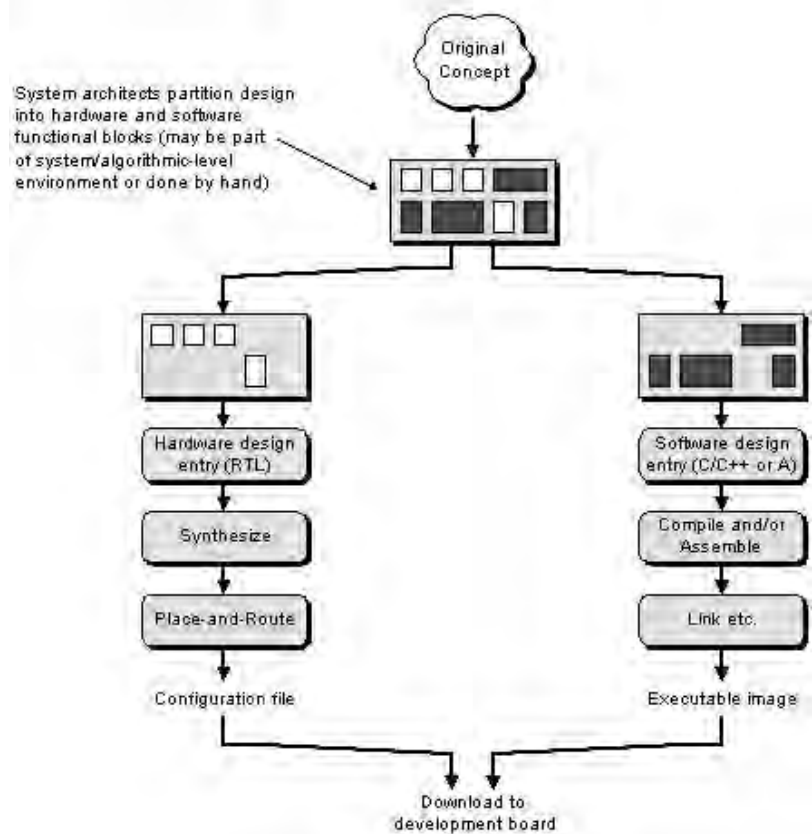 Original
Concept
System architects partition design
into hardware and software
functional blocks (may be part
of system/algorithmic-level
environment or done by hand)
Hardware design
entry (RTL)
Software design
entry (C/C++ or A)
Synthesize
Compile and/or
Assemble
Place-and-Route
Link etc.
Configuration file
Executable image
Download to
development board